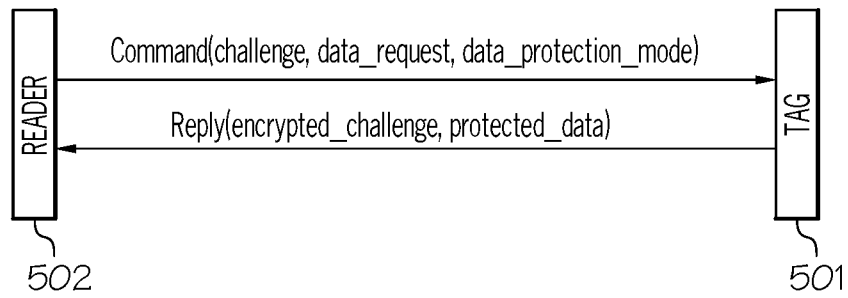 Command(challenge, data_request, data_protection_mode)
READER
TAG
Reply(encrypted_challenge, protected_data)
502
501